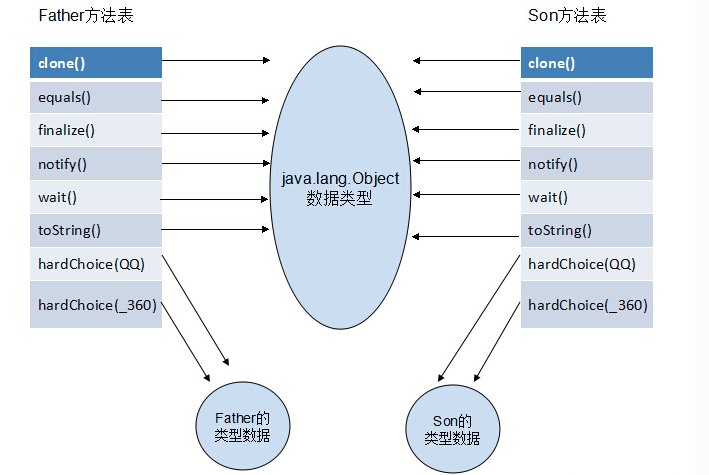 Father方法表
Son方法表
clone()
equals()
finalize()
notify()
wait()
toString()
hardChoice(QQ)
hardChoice(_360)
java.lang.Object
数据类型
clone()
equals()
finalize()
notify()
wait()
toString()
hardChoice(QQ)
hardChoice(_360)
Father的
类型数据
Son的
类型数据